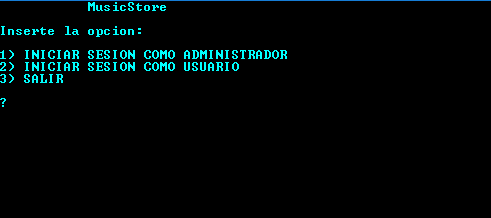 MusicStore
Inserte la opcion:
1) INICIAR SESION COMO ADMINISTRADOR
2) INICIAR SESION COMO USUARIO
3) SALIR
?